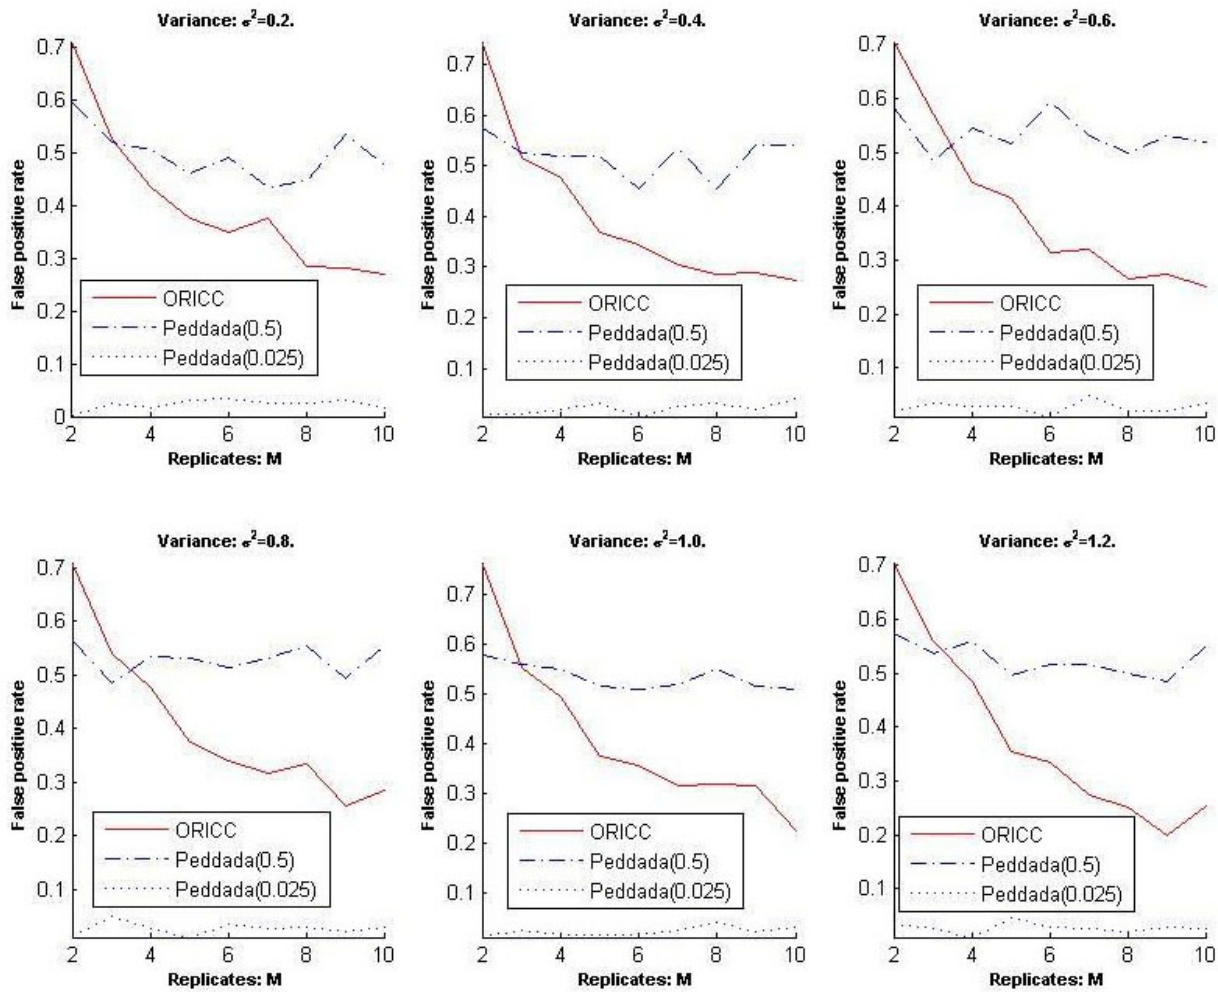 Variance: σ²=0.2.
False positive rate
0.7
0.6
0.5
0.4
0.3
0.2
0.1
0
ORICC
Peddada(0.5)
Peddada(0.025)
2 4 6 8 10
Replicates: M
Variance: σ²=0.4.
False positive rate
0.7
0.6
0.5
0.4
0.3
0.2
0.1
ORICC
Peddada(0.5)
Peddada(0.025)
2 4 6 8 10
Replicates: M
Variance: σ²=0.6.
False positive rate
0.7
0.6
0.5
0.4
0.3
0.2
0.1
ORICC
Peddada(0.5)
Peddada(0.025)
2 4 6 8 10
Replicates: M
Variance: σ²=0.8.
False positive rate
0.7
0.6
0.5
0.4
0.3
0.2
0.1
ORICC
Peddada(0.5)
Peddada(0.025)
2 4 6 8 10
Replicates: M
Variance: σ²=1.0.
False positive rate
0.7
0.6
0.5
0.4
0.3
0.2
0.1
ORICC
Peddada(0.5)
Peddada(0.025)
2 4 6 8 10
Replicates: M
Variance: σ²=1.2.
False positive rate
0.7
0.6
0.5
0.4
0.3
0.2
0.1
ORICC
Peddada(0.5)
Peddada(0.025)
2 4 6 8 10
Replicates: M